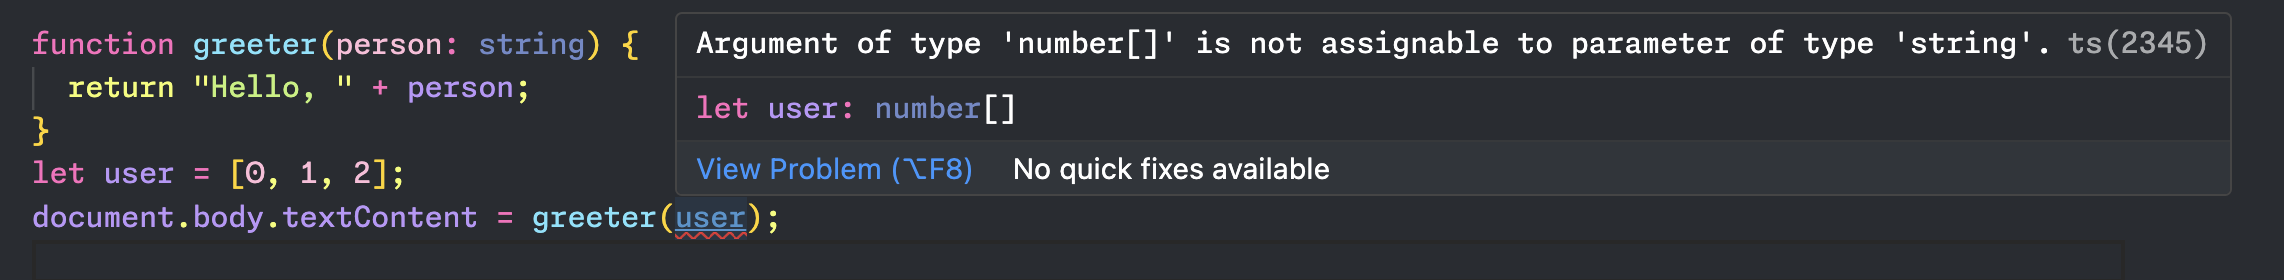 function greeter(person: string) {
  return "Hello, " + person;
}
let user = [0, 1, 2];
document.body.textContent = greeter(user);
Argument of type 'number[]' is not assignable to parameter of type 'string'. ts(2345)
let user: number[]
View Problem (⌥F8) No quick fixes available